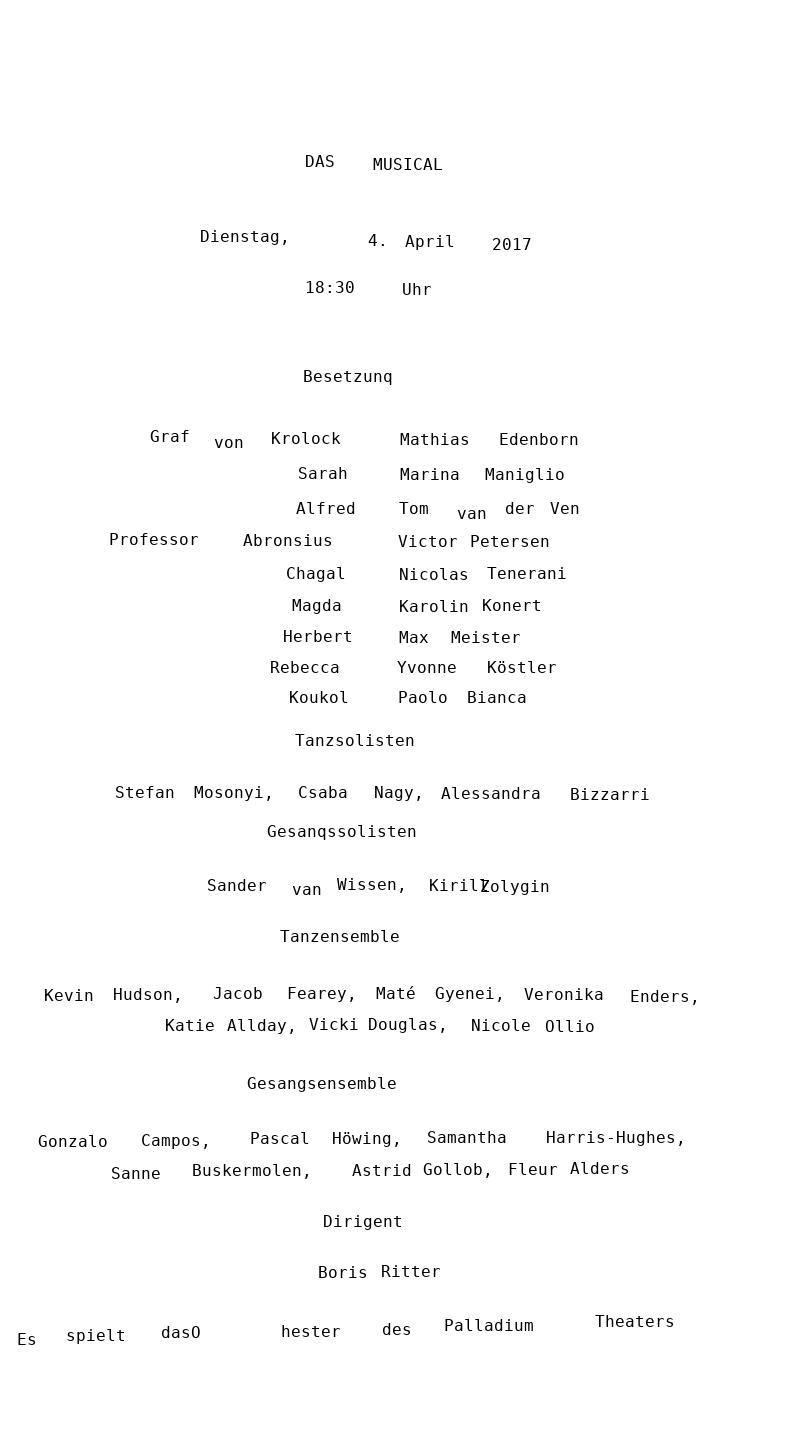 DAS MUSICAL
Dienstag, 4. April 2017
18:30 Uhr
Besetzunq
Graf von Krolock Mathias Edenborn
Sarah Marina Maniglio
Alfred Tom van der Ven
Professor Abronsius Victor Petersen
Chagal Nicolas Tenerani
Magda Karolin Konert
Herbert Max Meister
Rebecca Yvonne Köstler
Koukol Paolo Bianca
Tanzsolisten
Stefan Mosonyi, Csaba Nagy, Alessandra Bizzarri
Gesanqssolisten
Sander van Wissen, Kirill Zolygin
Tanzensemble
Kevin Hudson, Jacob Fearey, Maté Gyenei, Veronika Enders,
Katie Allday, Vicki Douglas, Nicole Ollio
Gesangsensemble
Gonzalo Campos, Pascal Höwing, Samantha Harris-Hughes,
Sanne Buskermolen, Astrid Gollob, Fleur Alders
Dirigent
Boris Ritter
Es spielt dasO hester des Palladium Theaters